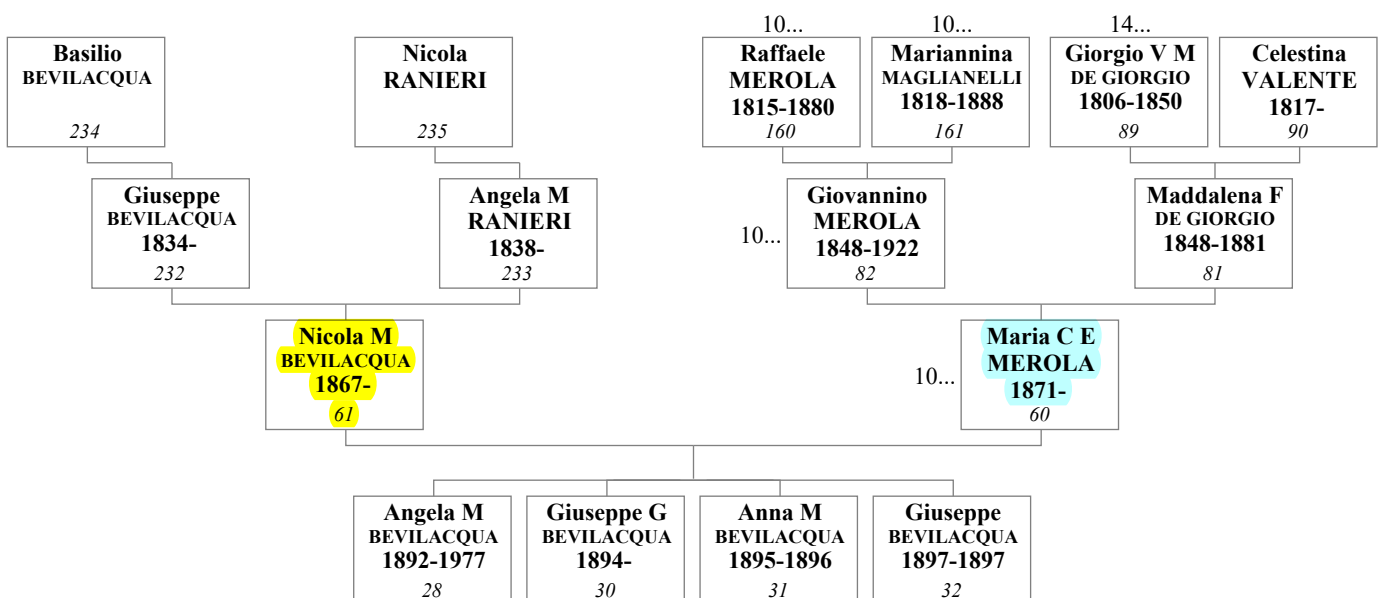 10...
10...
14...
Basilio
BEVILACQUA
234
Nicola
RANIERI
235
Raffaele
MEROLA
1815-1880
160
Mariannina
MAGLIANELLI
1818-1888
161
Giorgio V M
DE GIORGIO
1806-1850
89
Celestina
VALENTE
1817-
90
Giuseppe
BEVILACQUA
1834-
232
Angela M
RANIERI
1838-
233
10...
Giovannino
MEROLA
1848-1922
82
Maddalena F
DE GIORGIO
1848-1881
81
Nicola M
BEVILACQUA
1867-
61
10...
Maria C E
MEROLA
1871-
60
Angela M
BEVILACQUA
1892-1977
28
Giuseppe G
BEVILACQUA
1894-
30
Anna M
BEVILACQUA
1895-1896
31
Giuseppe
BEVILACQUA
1897-1897
32